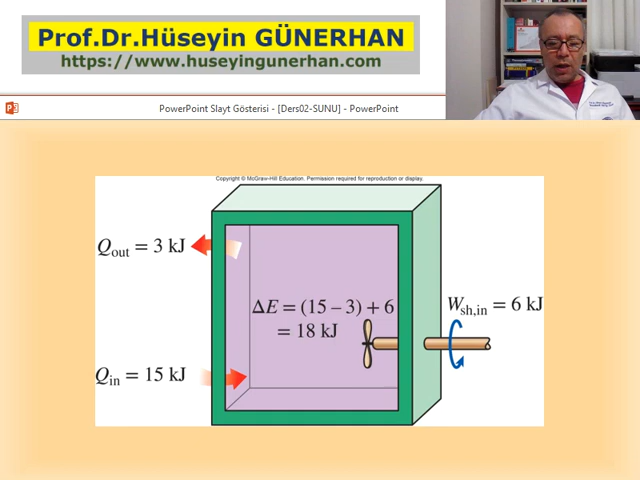 Prof.Dr.Hüseyin GÜNERHAN
https://www.huseyingunerhan.com
PowerPoint Slayt Gösterisi - [Ders02-SUNU] - PowerPoint
Copyright © McGraw-Hill Education. Permission required for reproduction or display.
Qout = 3 kJ
ΔE = (15 – 3) + 6
= 18 kJ
Wsh,in = 6 kJ
Qin = 15 kJ